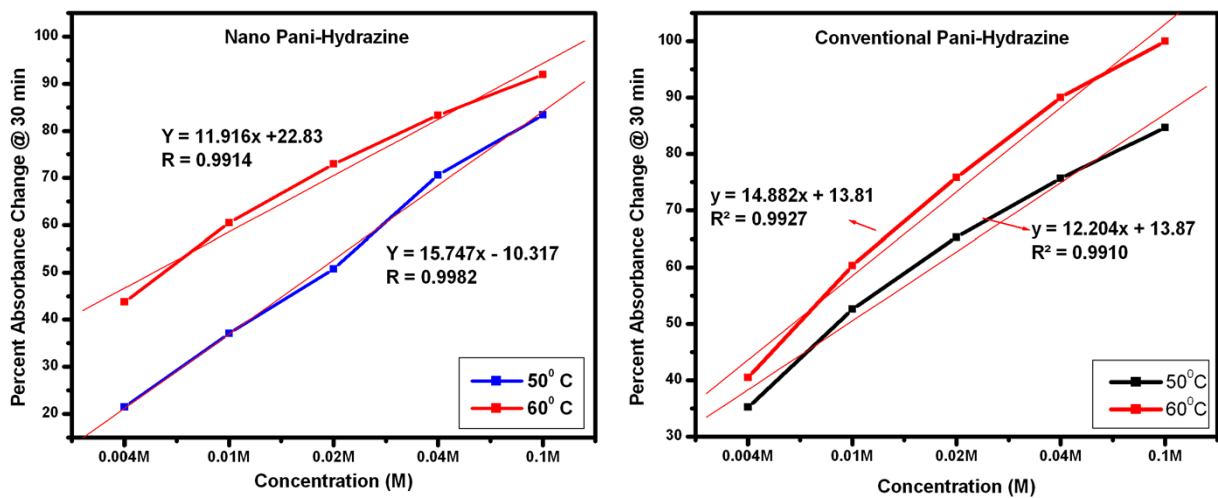 Nano Pani-Hydrazine
Percent Absorbance Change @ 30 min
100
90
80
70
60
50
40
30
20
Y = 11.916x +22.83
R = 0.9914
Y = 15.747x - 10.317
R = 0.9982
50⁰ C
60⁰ C
0.004M 0.01M 0.02M 0.04M 0.1M
Concentration (M)
Conventional Pani-Hydrazine
Percent Absorbance Change @ 30 min
100
90
80
70
60
50
40
30
y = 14.882x + 13.81
R² = 0.9927
y = 12.204x + 13.87
R² = 0.9910
50⁰C
60⁰C
0.004M 0.01M 0.02M 0.04M 0.1M
Concentration (M)